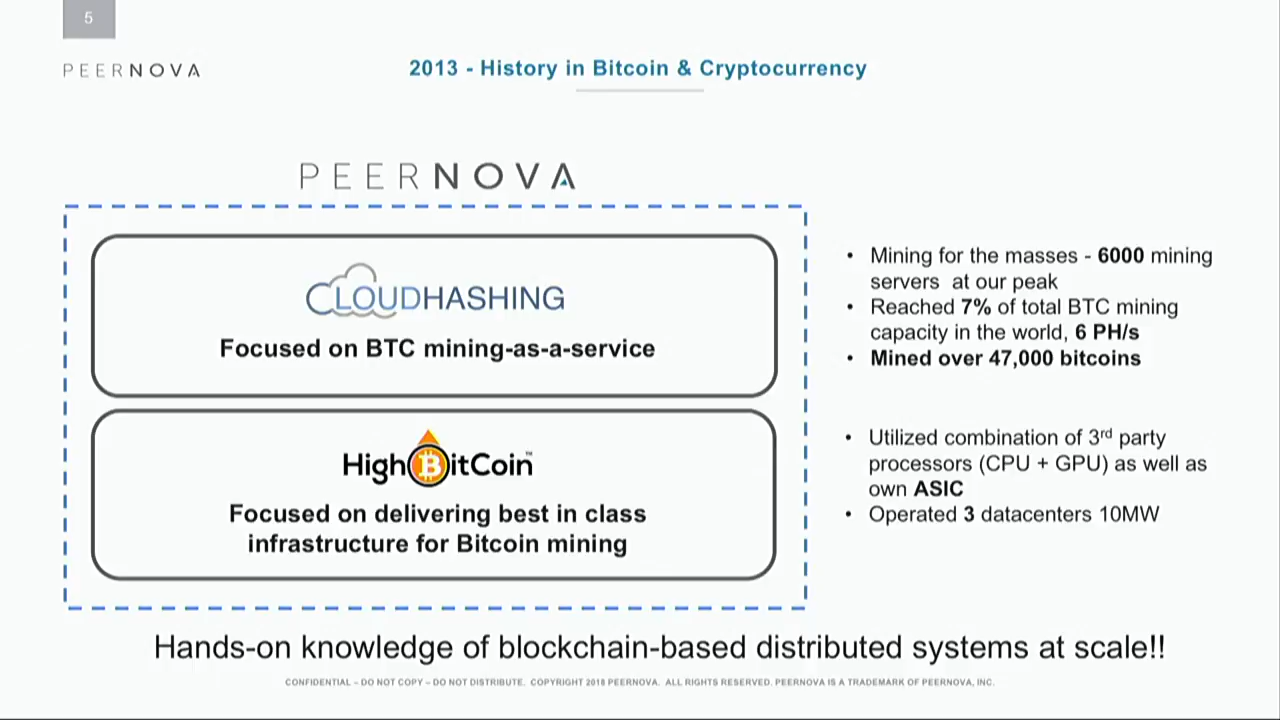 5
PEERNOVA
2013 - History in Bitcoin & Cryptocurrency
PEERNOVA
CLOUDHASHING
Focused on BTC mining-as-a-service
HighBitCoin™
Focused on delivering best in class
infrastructure for Bitcoin mining
• Mining for the masses - 6000 mining
servers at our peak
• Reached 7% of total BTC mining
capacity in the world, 6 PH/s
• Mined over 47,000 bitcoins
• Utilized combination of 3rd party
processors (CPU + GPU) as well as
own ASIC
• Operated 3 datacenters 10MW
Hands-on knowledge of blockchain-based distributed systems at scale!!
CONFIDENTIAL – DO NOT COPY – DO NOT DISTRIBUTE. COPYRIGHT 2018 PEERNOVA. ALL RIGHTS RESERVED. PEERNOVA IS A TRADEMARK OF PEERNOVA, INC.